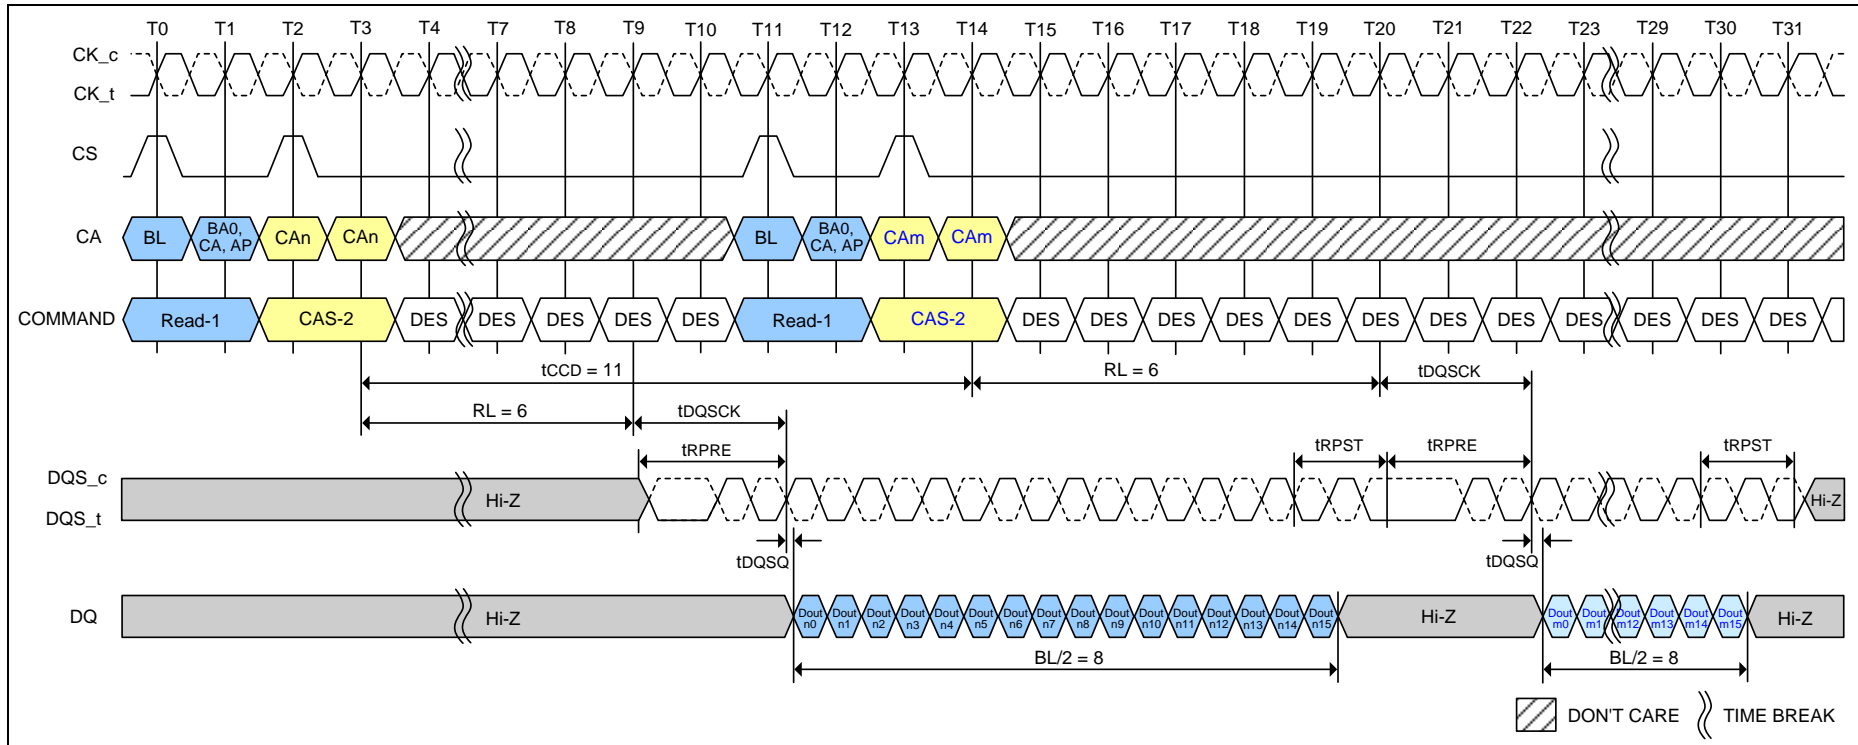 T0 T1 T2 T3 T4 T7 T8 T9 T10 T11 T12 T13 T14 T15 T16 T17 T18 T19 T20 T21 T22 T23 T29 T30 T31
CK_c
CK_t
CS
CA BL BA0, CA, AP CAn CAn BL BA0, CA, AP CAm CAm
COMMAND Read-1 CAS-2 DES DES DES DES DES Read-1 CAS-2 DES DES DES DES DES DES DES DES DES DES DES DES
tCCD = 11 RL = 6 tDQSCK
RL = 6 tDQSCK
tRPRE tRPST tRPRE tRPST
DQS_c
Hi-Z Hi-Z
DQS_t
tDQSQ tDQSQ
DQ Hi-Z Dout n0 Dout n1 Dout n2 Dout n3 Dout n4 Dout n5 Dout n6 Dout n7 Dout n8 Dout n9 Dout n10 Dout n11 Dout n12 Dout n13 Dout n14 Dout n15 Hi-Z Dout m0 Dout m1 Dout m12 Dout m13 Dout m14 Dout m15 Hi-Z
BL/2 = 8 BL/2 = 8
DON'T CARE TIME BREAK